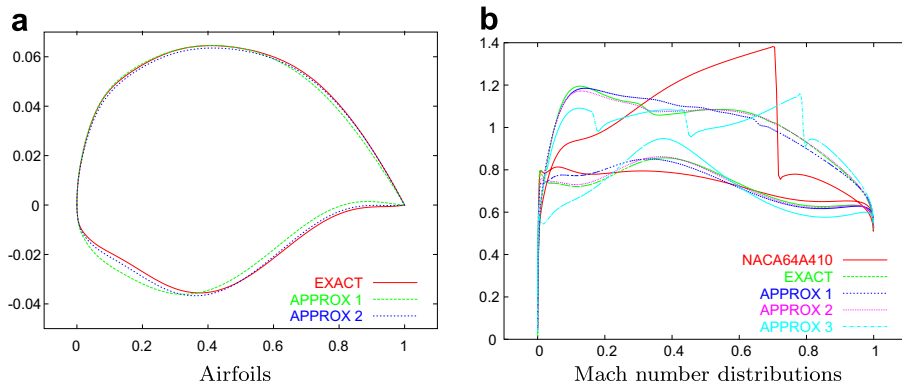 a
0.06
0.04
0.02
0
-0.02
-0.04
EXACT
APPROX 1
APPROX 2
0 0.2 0.4 0.6 0.8 1
Airfoils
b
1.4
1.2
1
0.8
0.6
0.4
0.2
0
NACA64A410
EXACT
APPROX 1
APPROX 2
APPROX 3
0 0.2 0.4 0.6 0.8 1
Mach number distributions